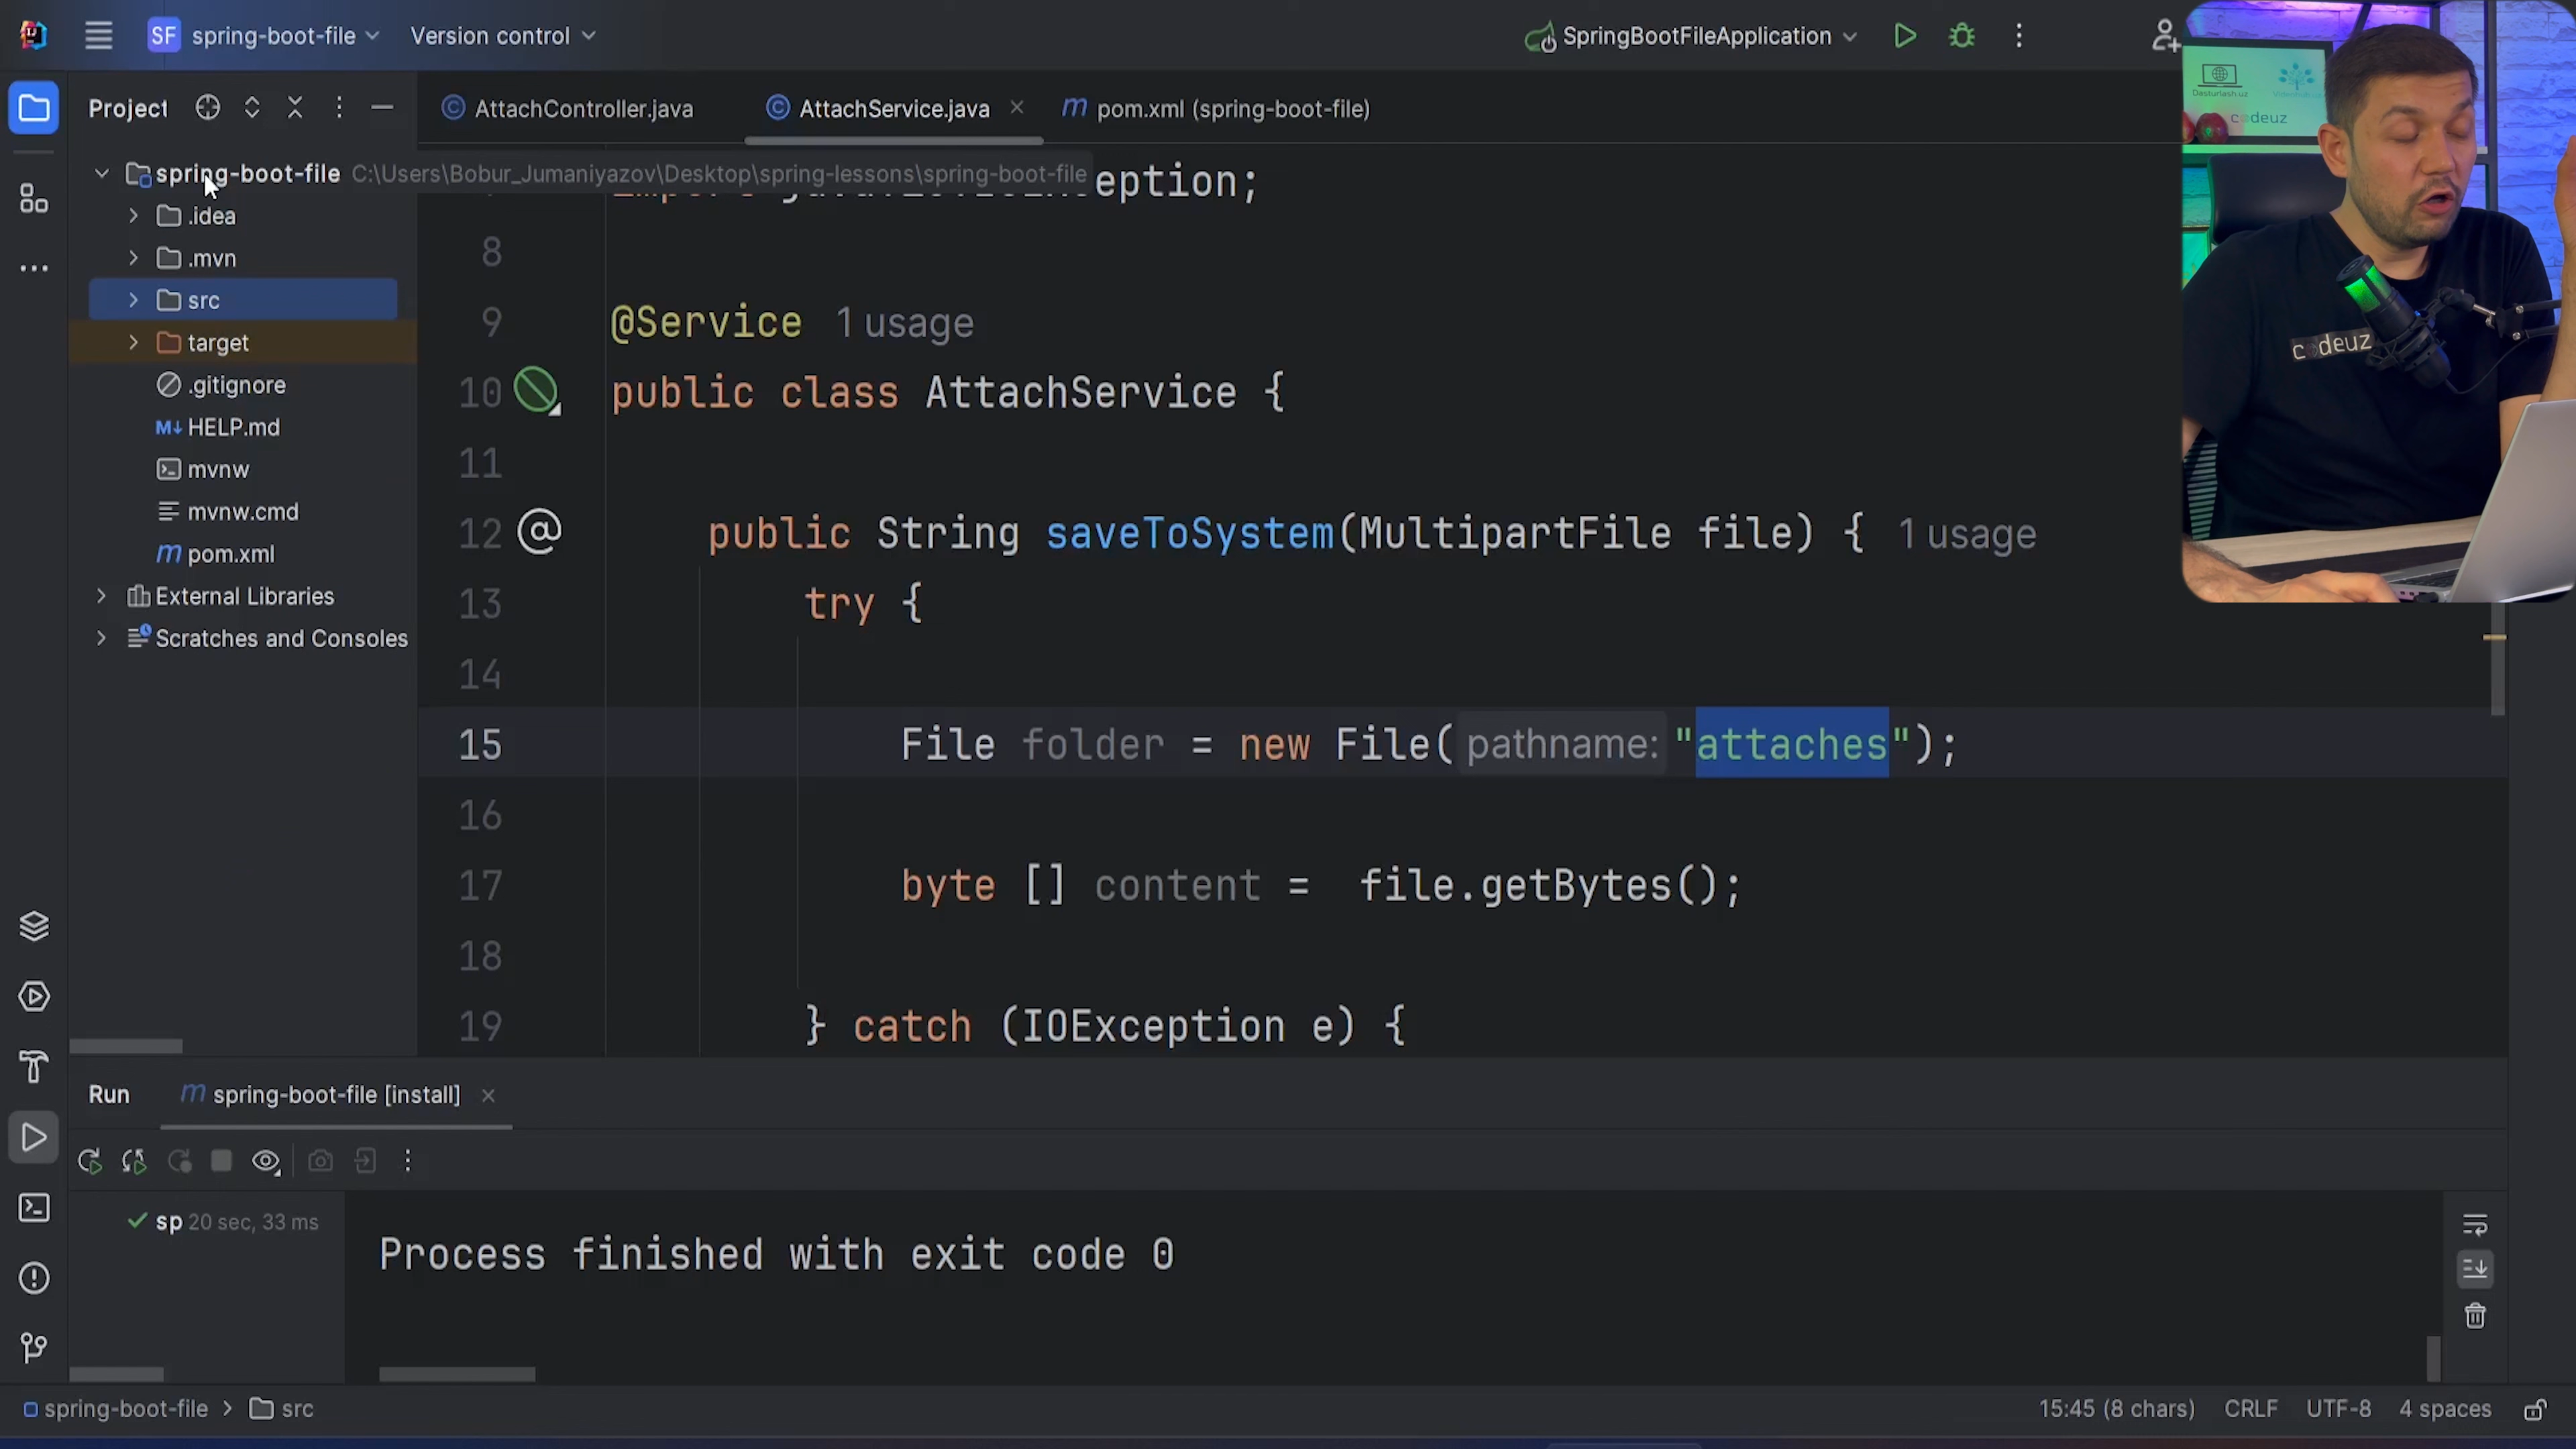 SF spring-boot-file Version control SpringBootFileApplication
Project AttachController.java AttachService.java pom.xml (spring-boot-file)
spring-boot-file C:\Users\Bobur_Jumaniyazov\Desktop\spring-lessons\spring-boot-file eption;
.idea
.mvn
src
target
.gitignore
M↓ HELP.md
mvnw
mvnw.cmd
m pom.xml
External Libraries
Scratches and Consoles
8
9 @Service 1 usage
10 public class AttachService {
11
12 public String saveToSystem(MultipartFile file) { 1 usage
13 try {
14
15 File folder = new File( pathname: "attaches");
16
17 byte [] content = file.getBytes();
18
19 } catch (IOException e) {
Run spring-boot-file [install]
sp 20 sec, 33 ms
Process finished with exit code 0
spring-boot-file > src 15:45 (8 chars) CRLF UTF-8 4 spaces
Dasturlash.uz
codeuz
codeuz